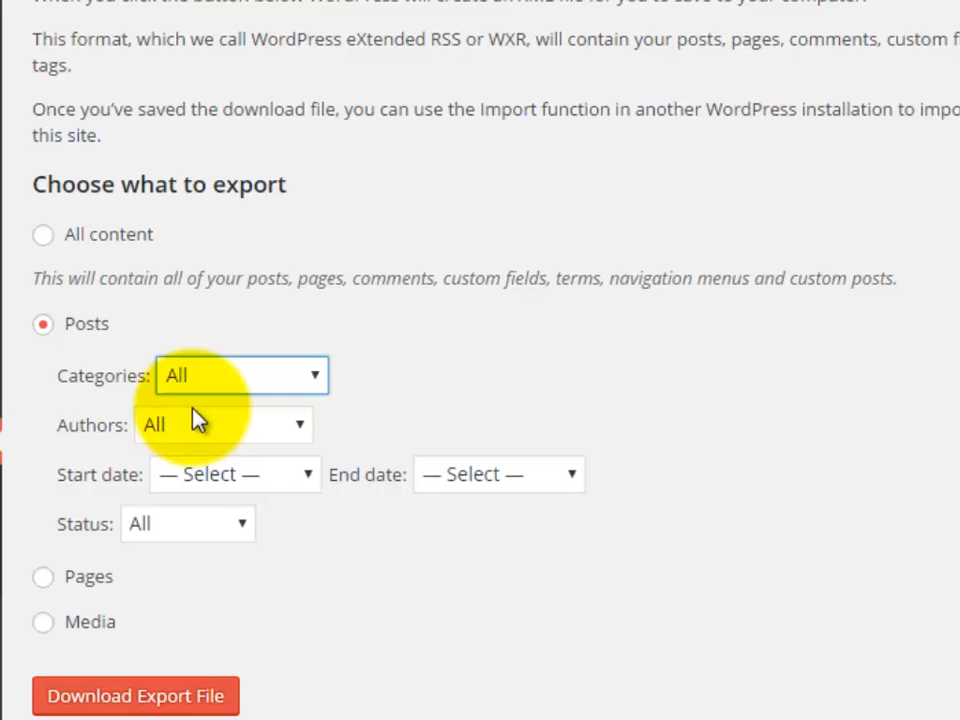 This format, which we call WordPress eXtended RSS or WXR, will contain your posts, pages, comments, custom
tags.
Once you've saved the download file, you can use the Import function in another WordPress installation to
this site.
Choose what to export
All content
This will contain all of your posts, pages, comments, custom fields, terms, navigation menus and custom posts.
Posts
Categories: All
Authors: All
Start date: — Select — End date: — Select —
Status: All
Pages
Media
Download Export File